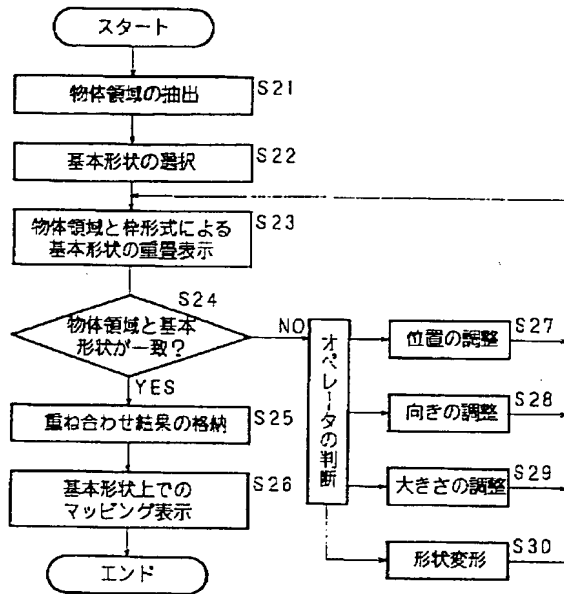 スタート
物体領域の抽出
S21
基本形状の選択
S22
物体領域と枠形式による
基本形状の重畳表示
S23
S24
物体領域と基本
形状が一致?
NO
YES
オペレータの判断
位置の調整
S27
向きの調整
S28
大きさの調整
S29
形状変形
S30
重ね合わせ結果の格納
S25
基本形状上での
マッピング表示
S26
エンド